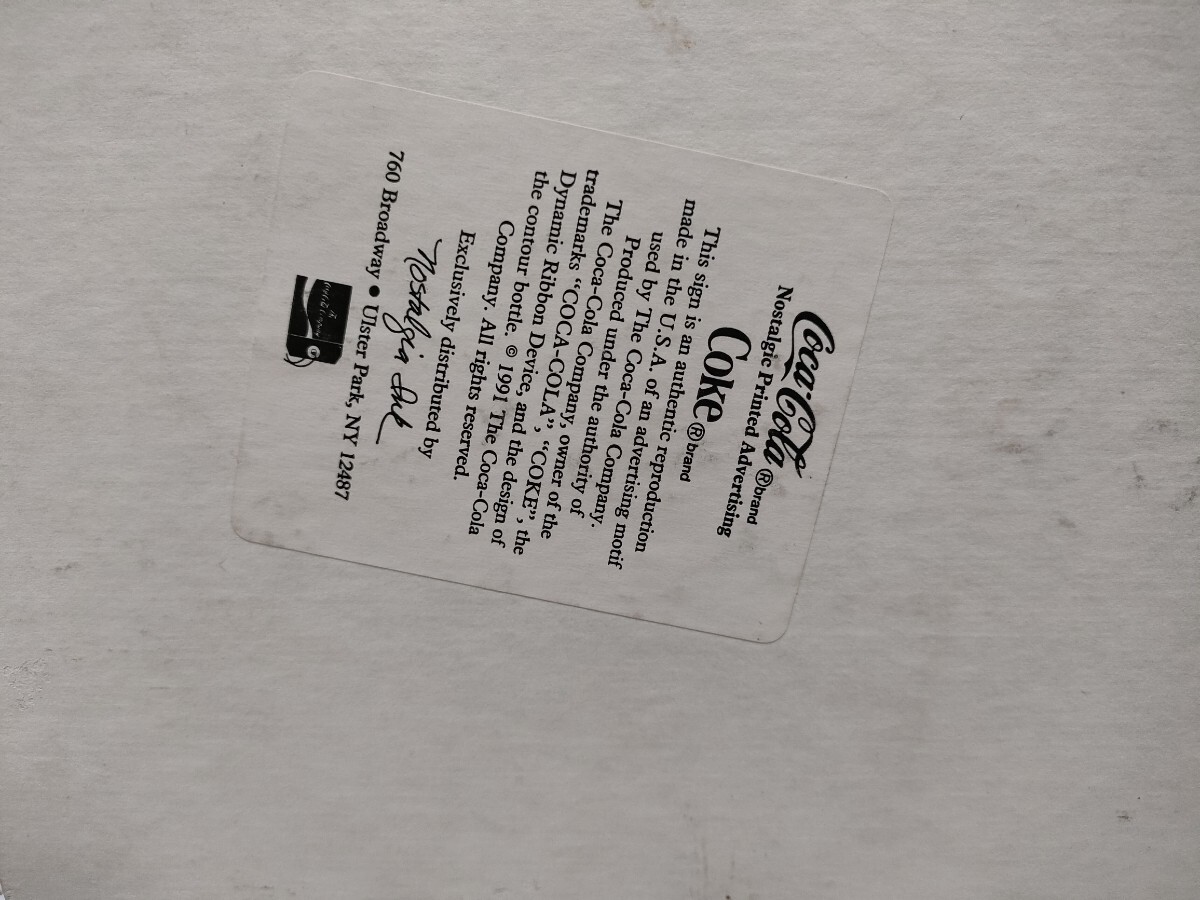 Coca-Cola ® brand
Nostalgic Printed Advertising
Coke ® brand
This sign is an authentic reproduction
made in the U.S.A. of an advertising motif
used by The Coca-Cola Company.
Produced under the authority of
The Coca-Cola Company, owner of the
trademarks “COCA-COLA”, “COKE”, the
Dynamic Ribbon Device, and the design of
the contour bottle. © 1991 The Coca-Cola
Company. All rights reserved.
Exclusively distributed by
Nostalgia Ink
760 Broadway ● Ulster Park, NY 12487